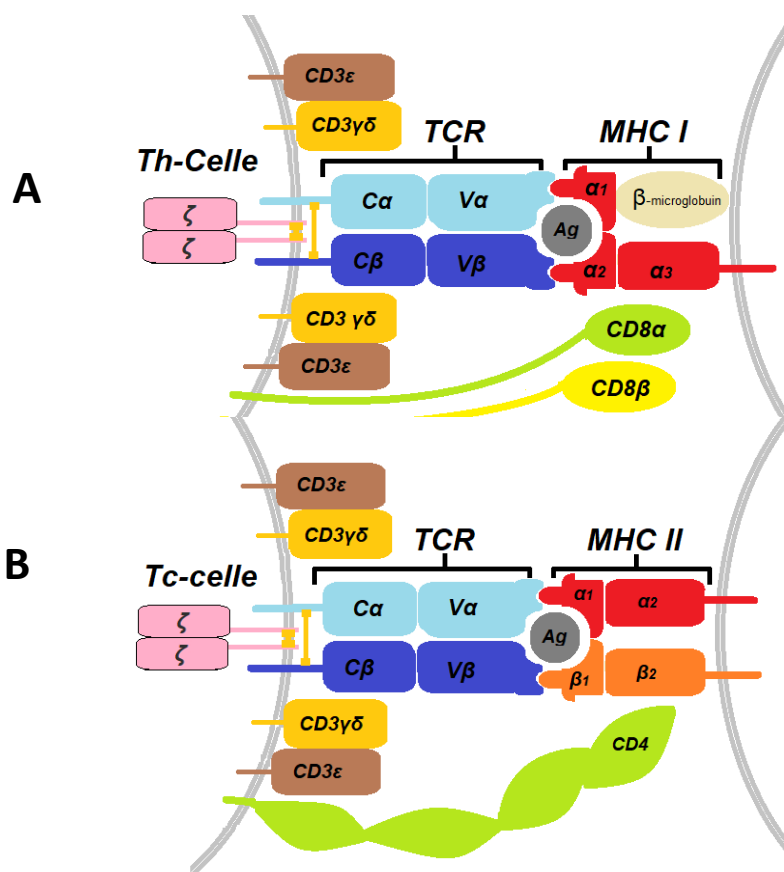 CD3ε
CD3γδ
TCR
MHC I
A
Th-Celle
α1
β-microglobuin
Cα
Vα
ζ
Ag
ζ
Cβ
Vβ
α2
α3
CD3 γδ
CD8α
CD3ε
CD8β
CD3ε
CD3γδ
TCR
MHC II
B
Tc-celle
α1
α2
Cα
Vα
ζ
Ag
ζ
Cβ
Vβ
β1
β2
CD3γδ
CD4
CD3ε